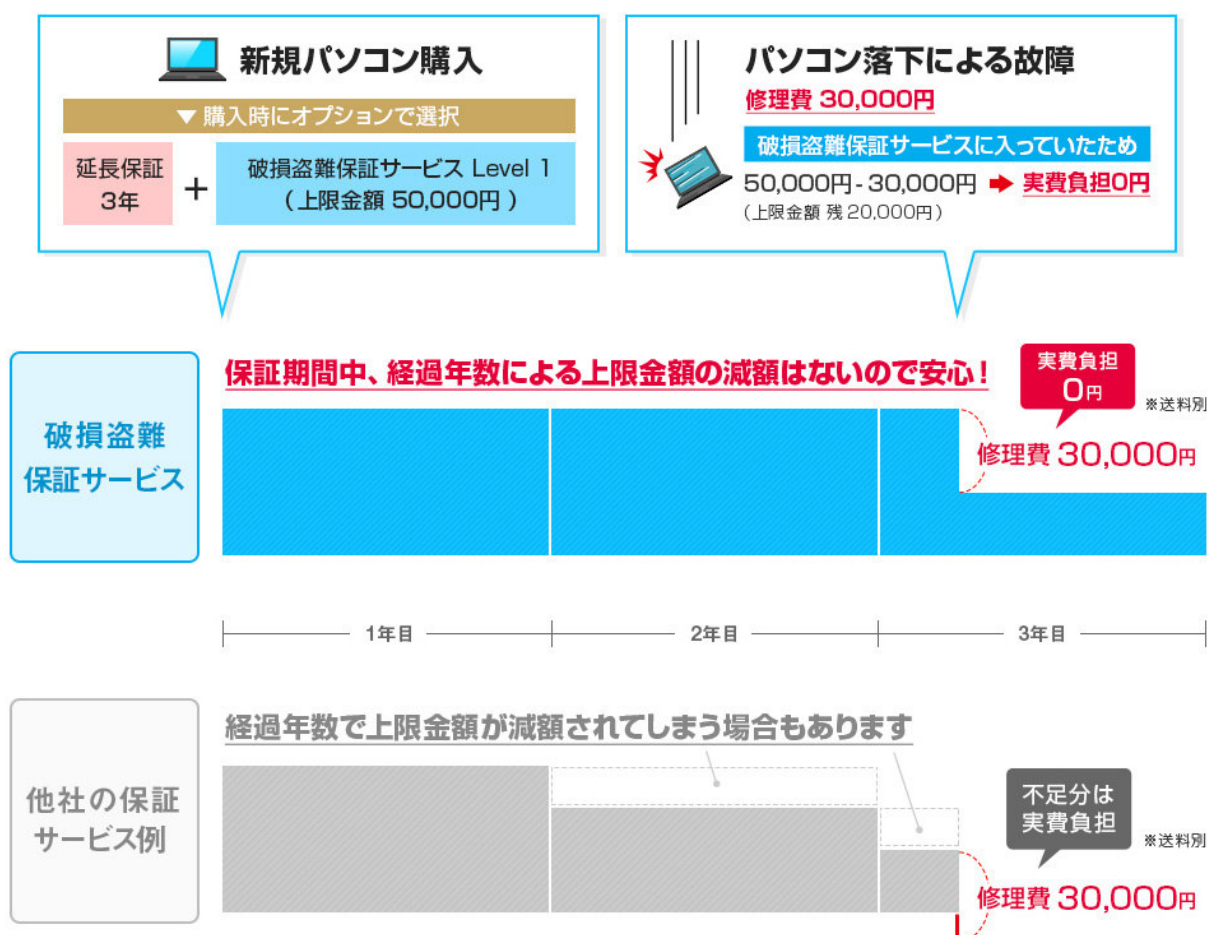 新規パソコン購入
▼購入時にオプションで選択
延長保証
3年
+
破損盗難保証サービス Level 1
(上限金額 50,000円)
パソコン落下による故障
修理費 30,000円
破損盗難保証サービスに入っていたため
50,000円-30,000円 ➡ 実費負担0円
(上限金額 残20,000円)
破損盗難
保証サービス
保証期間中、経過年数による上限金額の減額はないので安心!
実費負担
0円
※送料別
修理費 30,000円
1年目
2年目
3年目
他社の保証
サービス例
経過年数で上限金額が減額されてしまう場合もあります
不足分は
実費負担
※送料別
修理費 30,000円